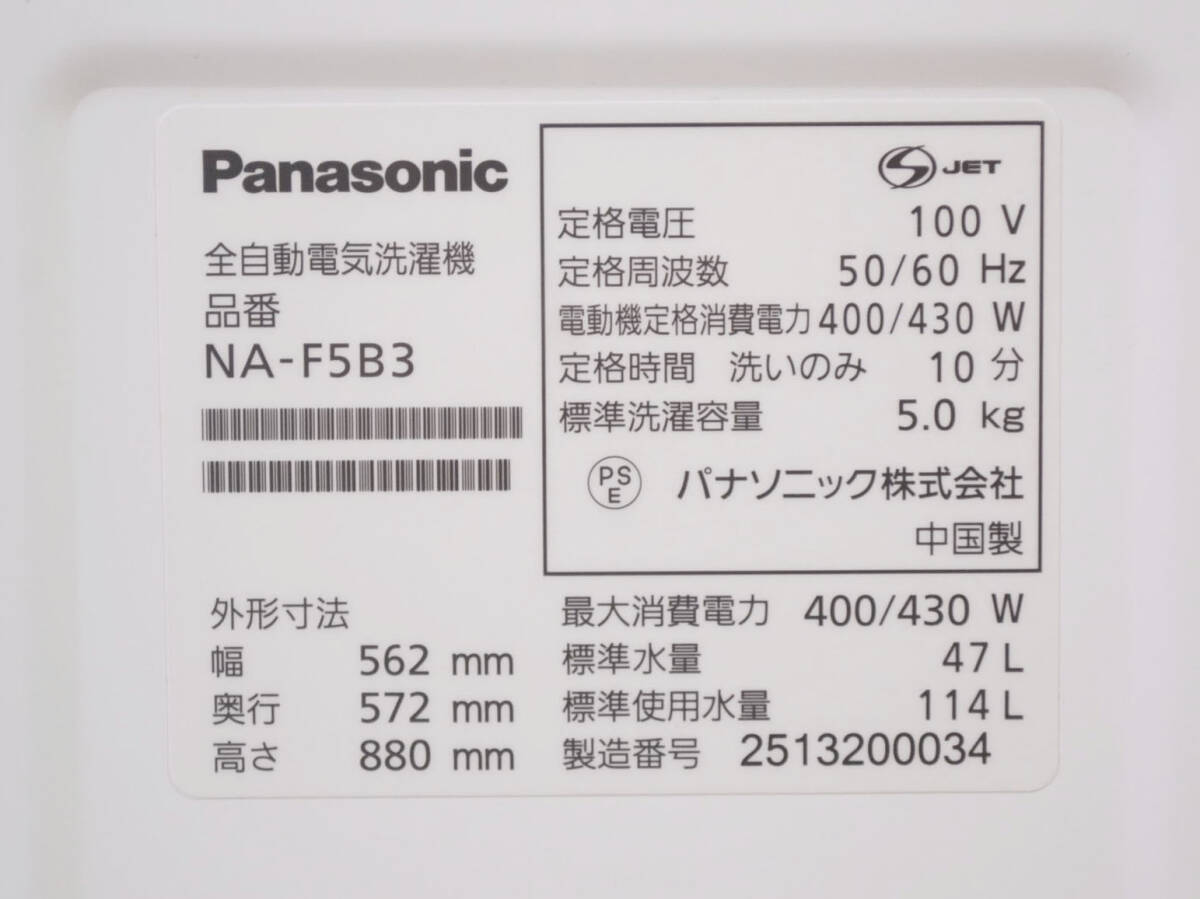 Panasonic
全自動電気洗濯機
品番
NA-F5B3
JET
定格電圧 100 V
定格周波数 50/60 Hz
電動機定格消費電力 400/430 W
定格時間 洗いのみ 10 分
標準洗濯容量 5.0 kg
PS
E
パナソニック株式会社
中国製
外形寸法
幅 562 mm
奥行 572 mm
高さ 880 mm
最大消費電力 400/430 W
標準水量 47 L
標準使用水量 114 L
製造番号 2513200034